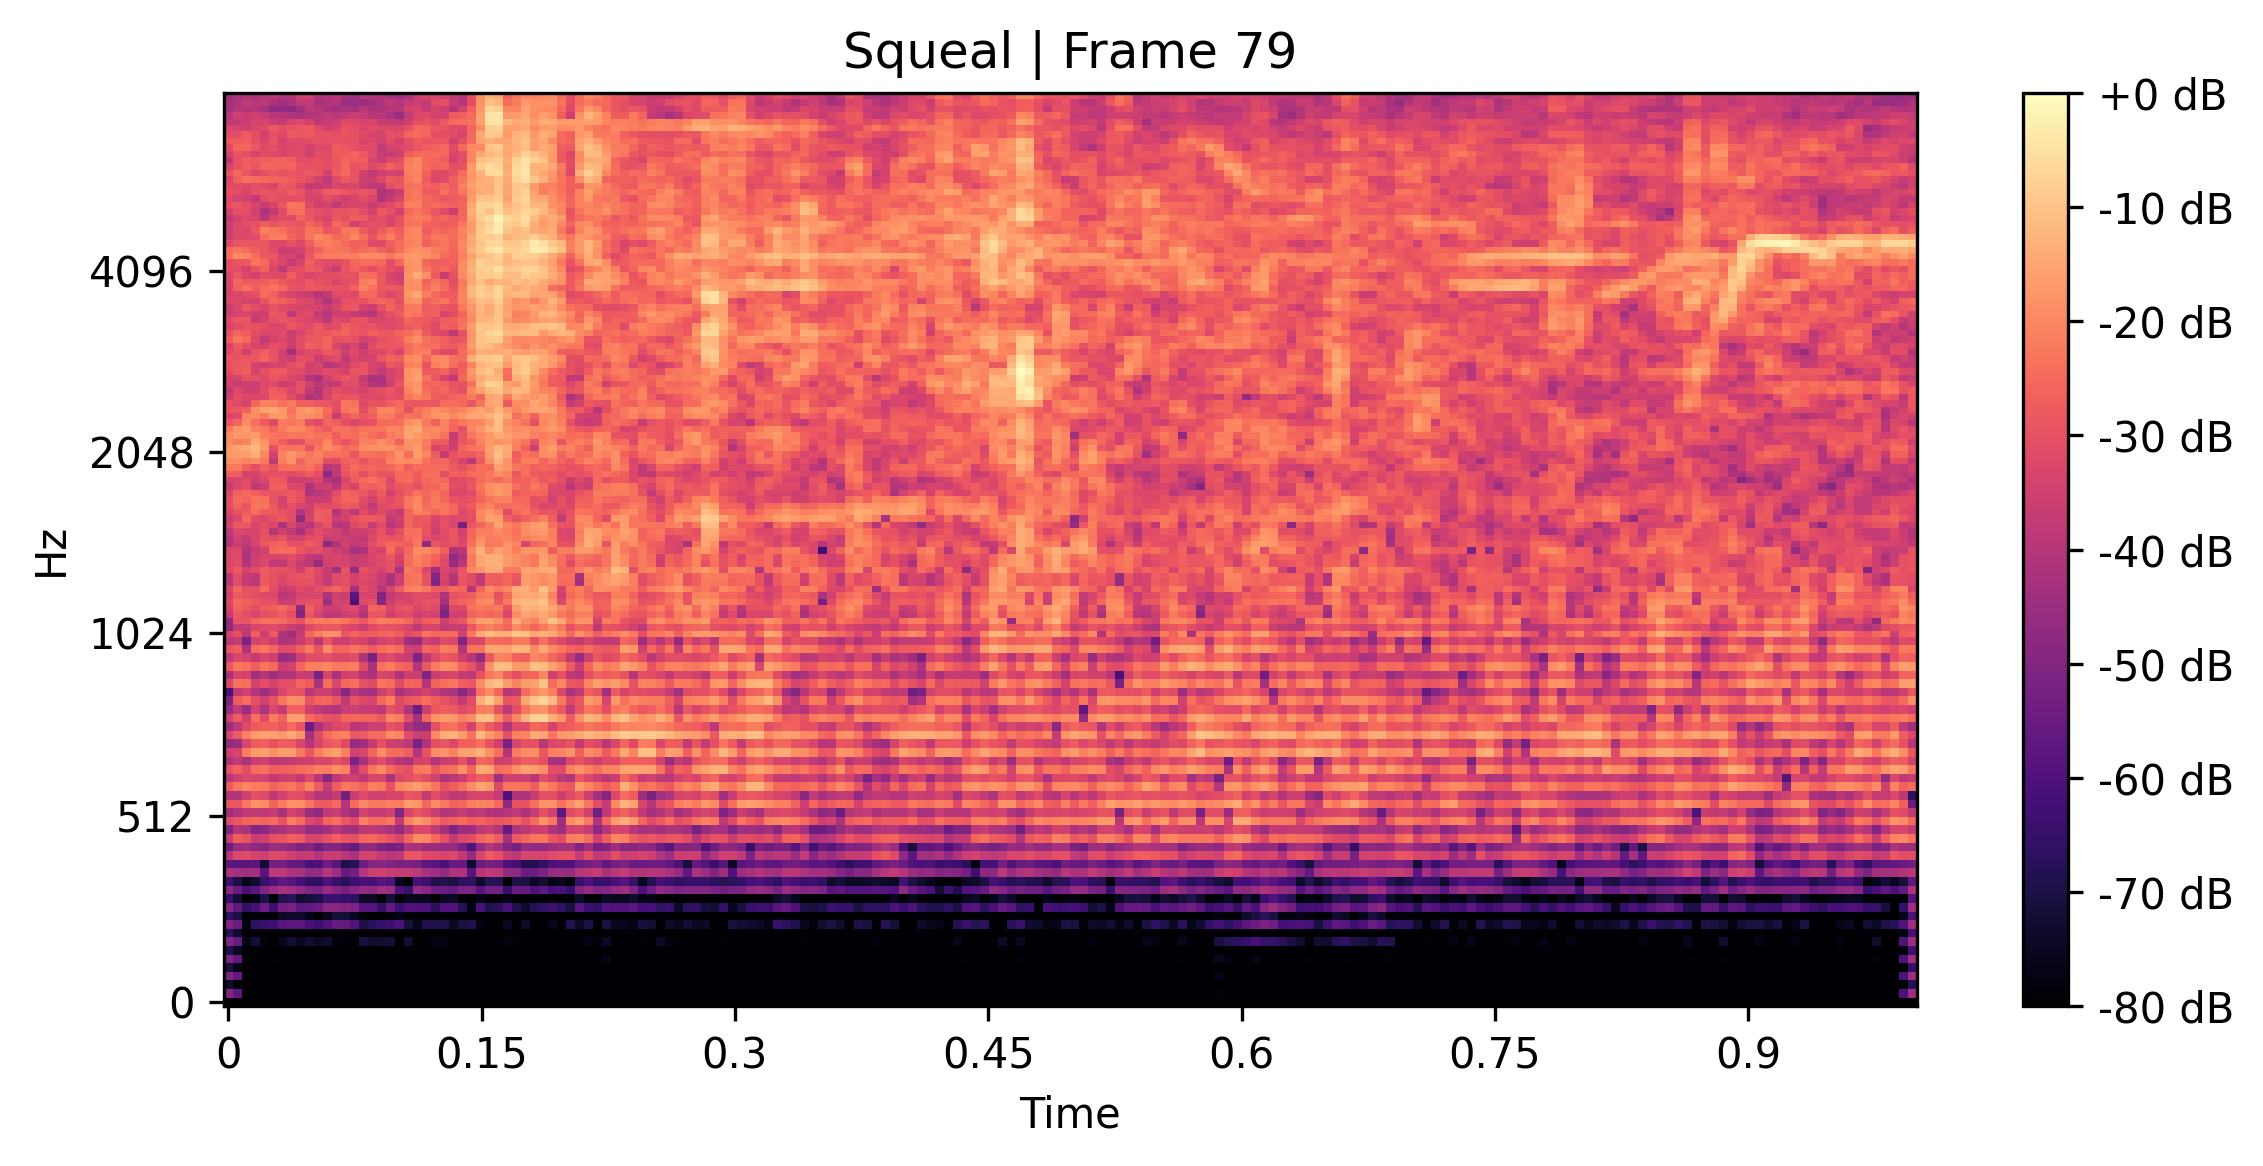 Squeal | Frame 79
+0 dB
-10 dB
-20 dB
-30 dB
-40 dB
-50 dB
-60 dB
-70 dB
-80 dB
Hz
4096
2048
1024
512
0
0 0.15 0.3 0.45 0.6 0.75 0.9
Time